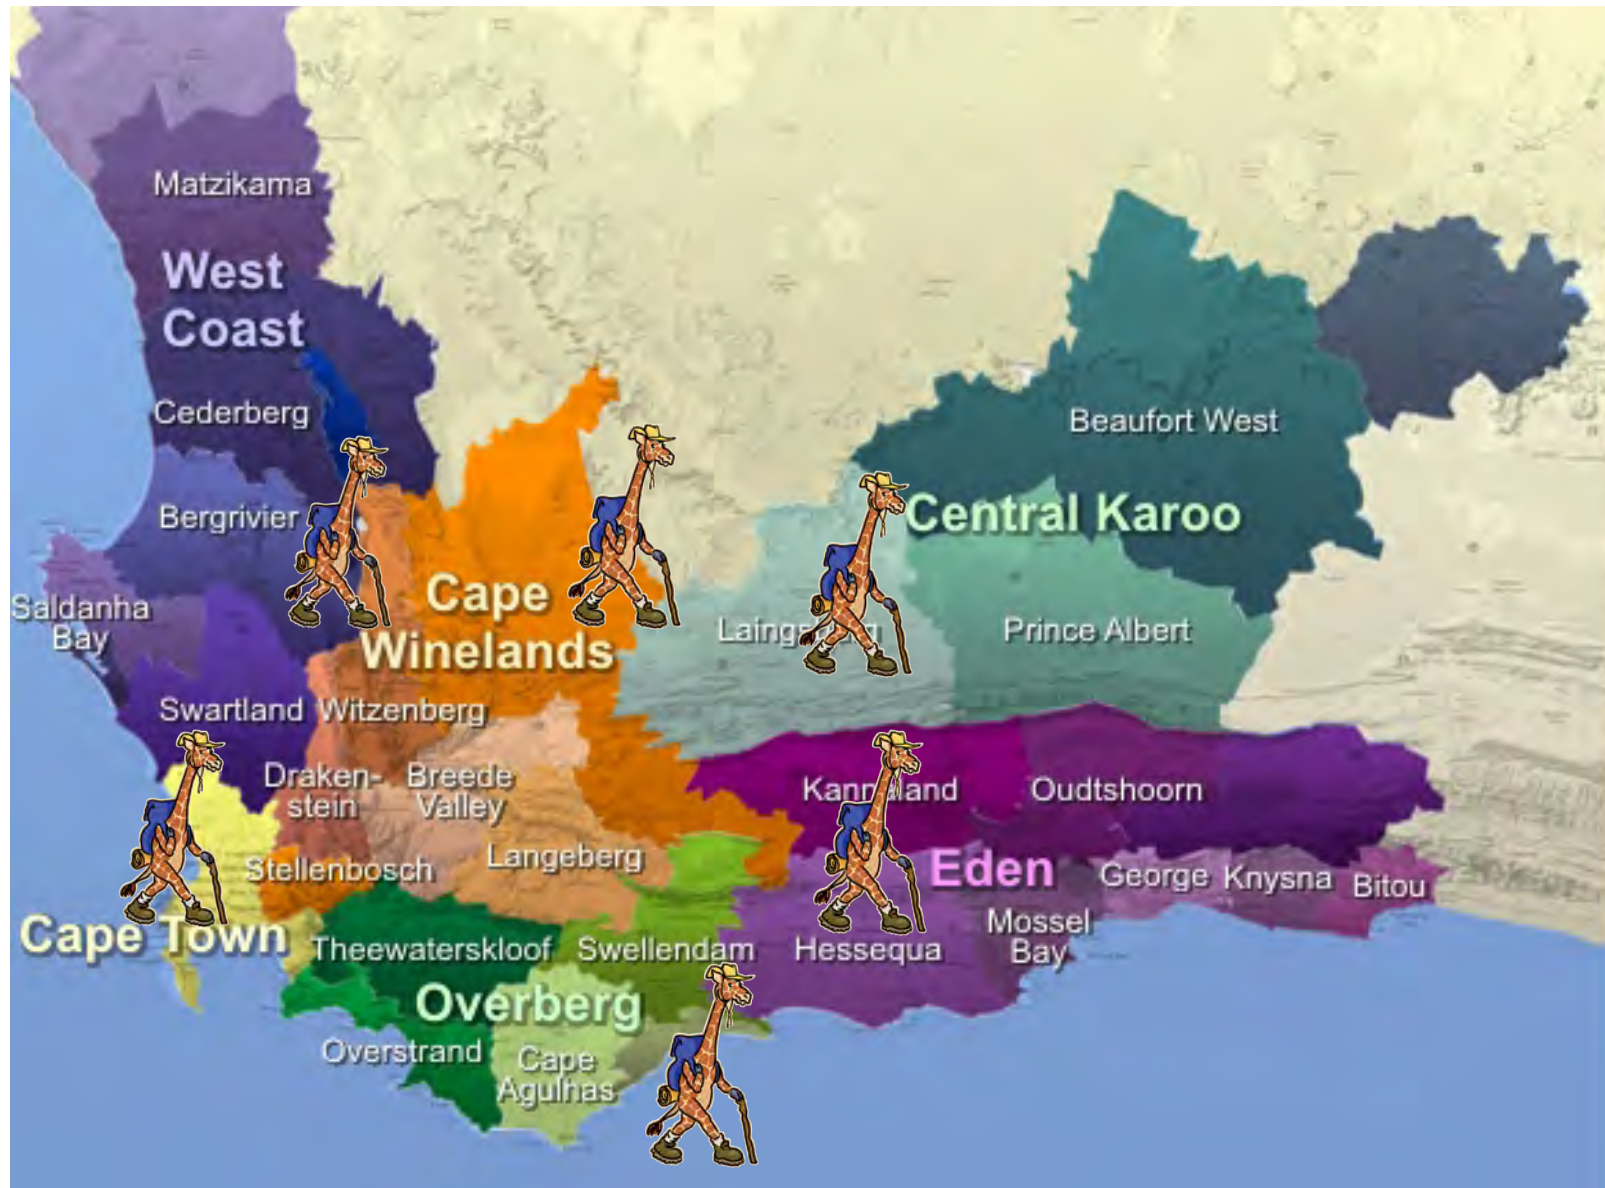 Matzikama
West
Coast
Cederberg
Beaufort West
Bergrivier
Central Karoo
Cape
Winelands
Saldanha
Bay
Prince Albert
Swartland
Witzenberg
Draken-
stein
Breede
Valley
Oudtshoorn
Stellenbosch
Langeberg
Eden
George
Knysna
Bitou
Cape Town
Theewaterskloof
Swellendam
Hessequa
Mossel
Bay
Overberg
Overstrand
Cape
Agulhas